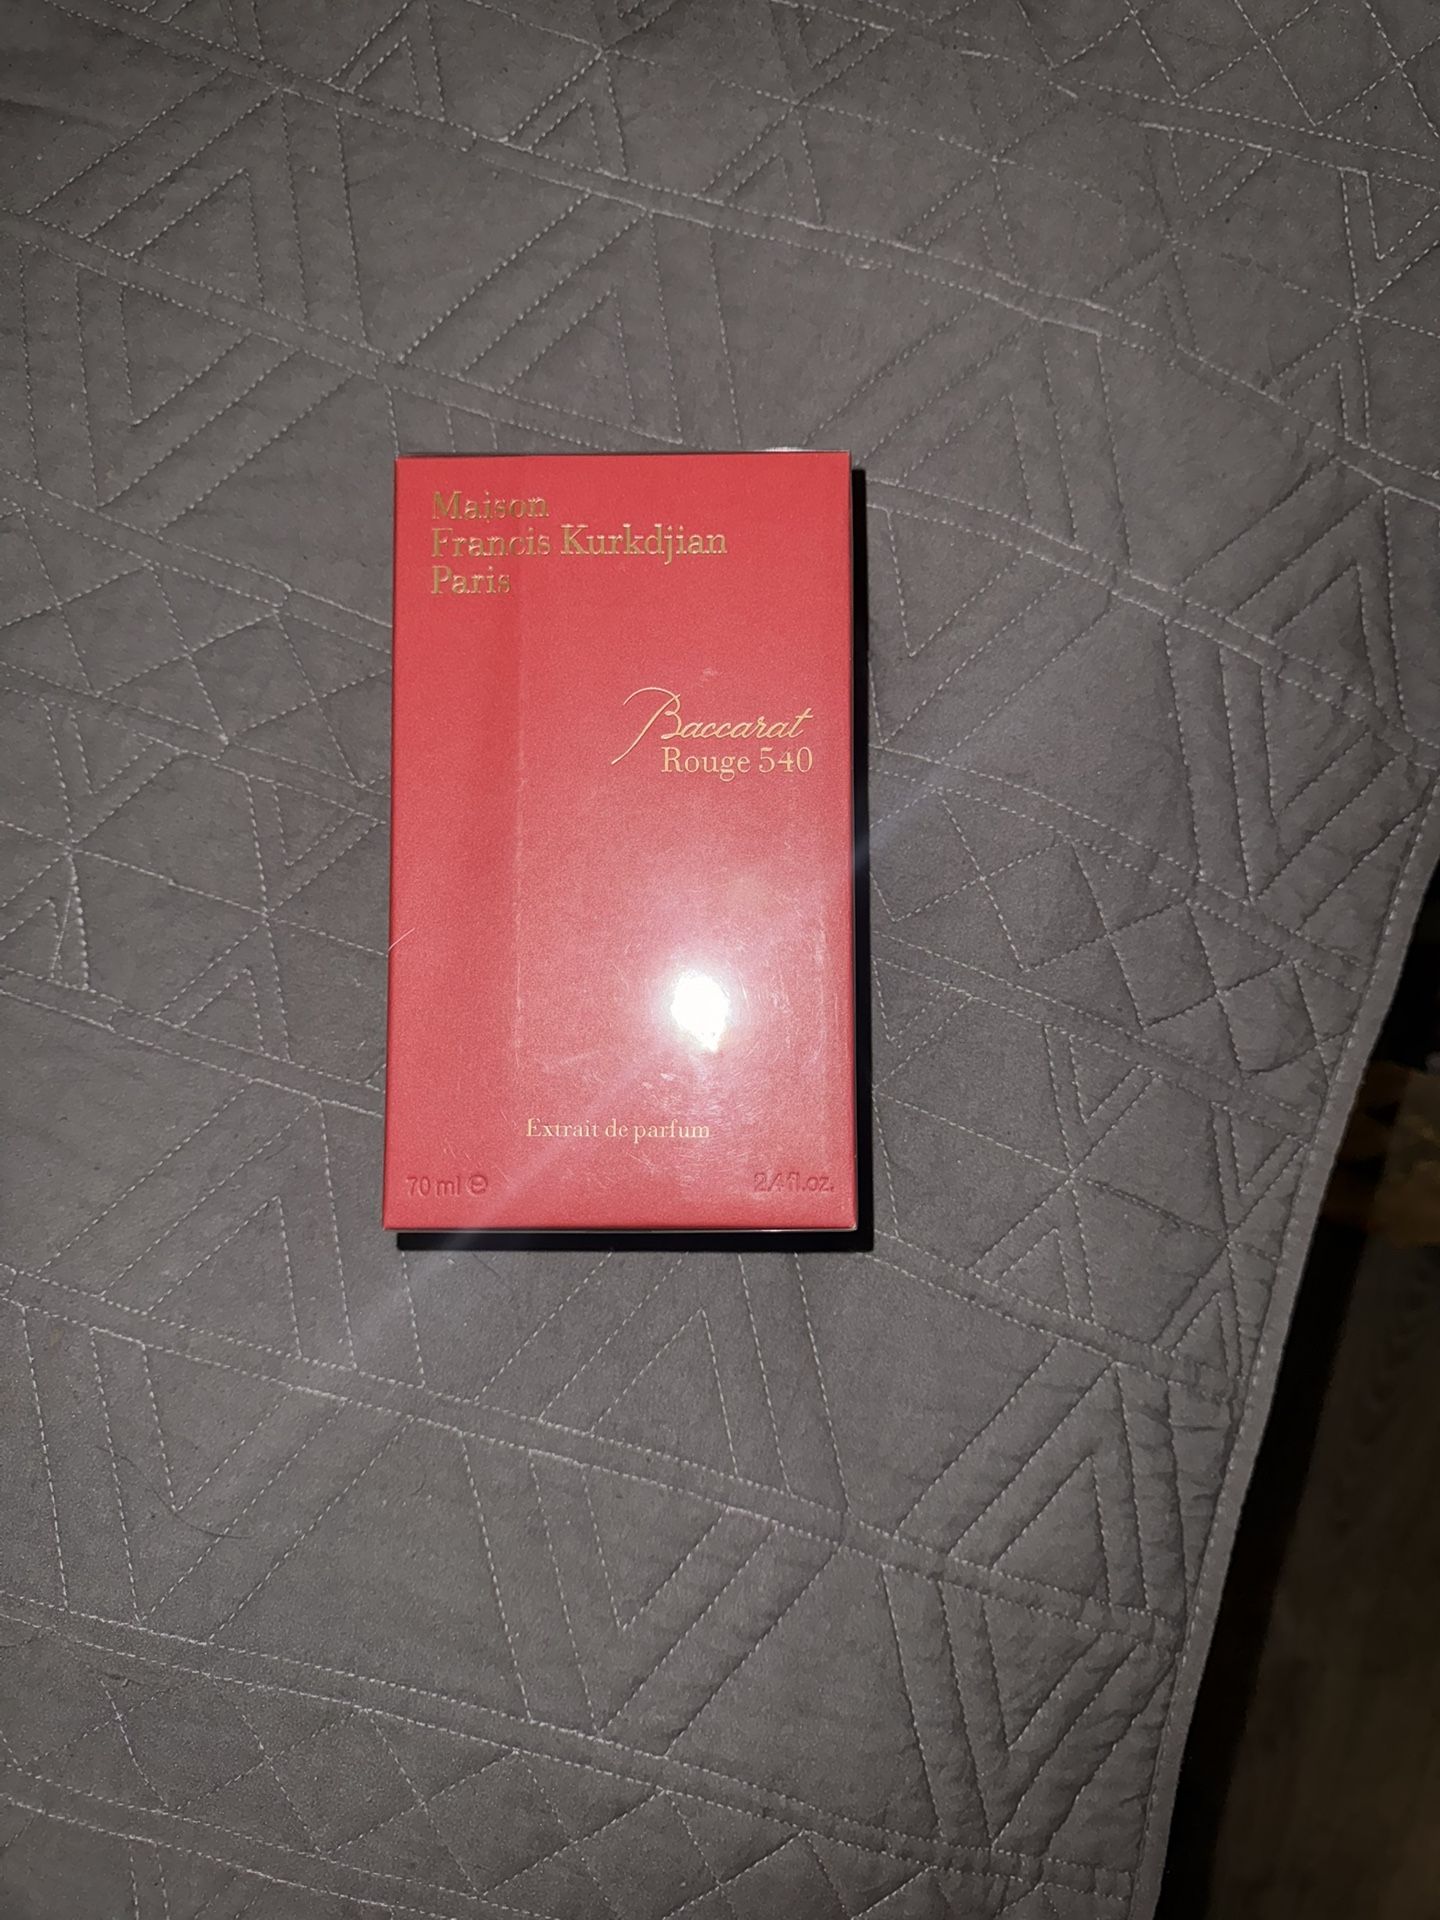 Maison
Francis Kurkdjian
Paris
Baccarat
Rouge 540
Extrait de parfum
70 ml ℮ 2.4 fl.oz.